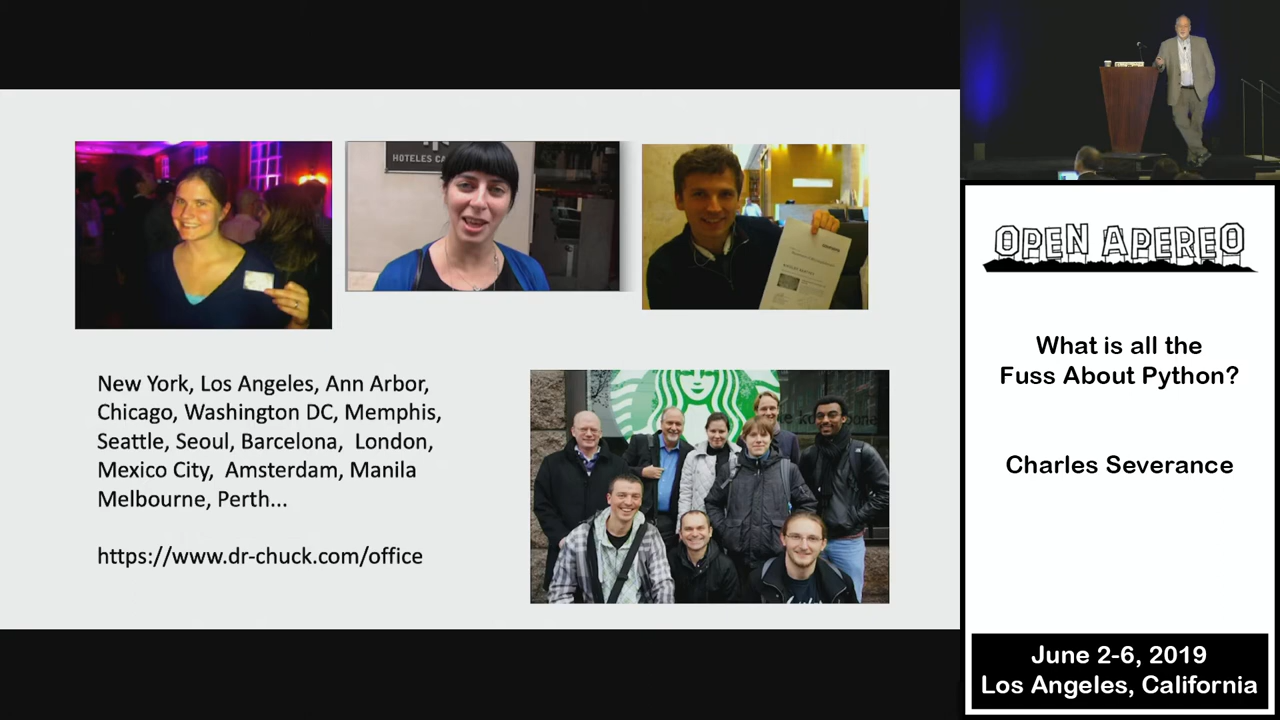 HOTELES CA
New York, Los Angeles, Ann Arbor,
Chicago, Washington DC, Memphis,
Seattle, Seoul, Barcelona, London,
Mexico City, Amsterdam, Manila
Melbourne, Perth...
https://www.dr-chuck.com/office
OPEN APEREO
What is all the
Fuss About Python?
Charles Severance
June 2-6, 2019
Los Angeles, California